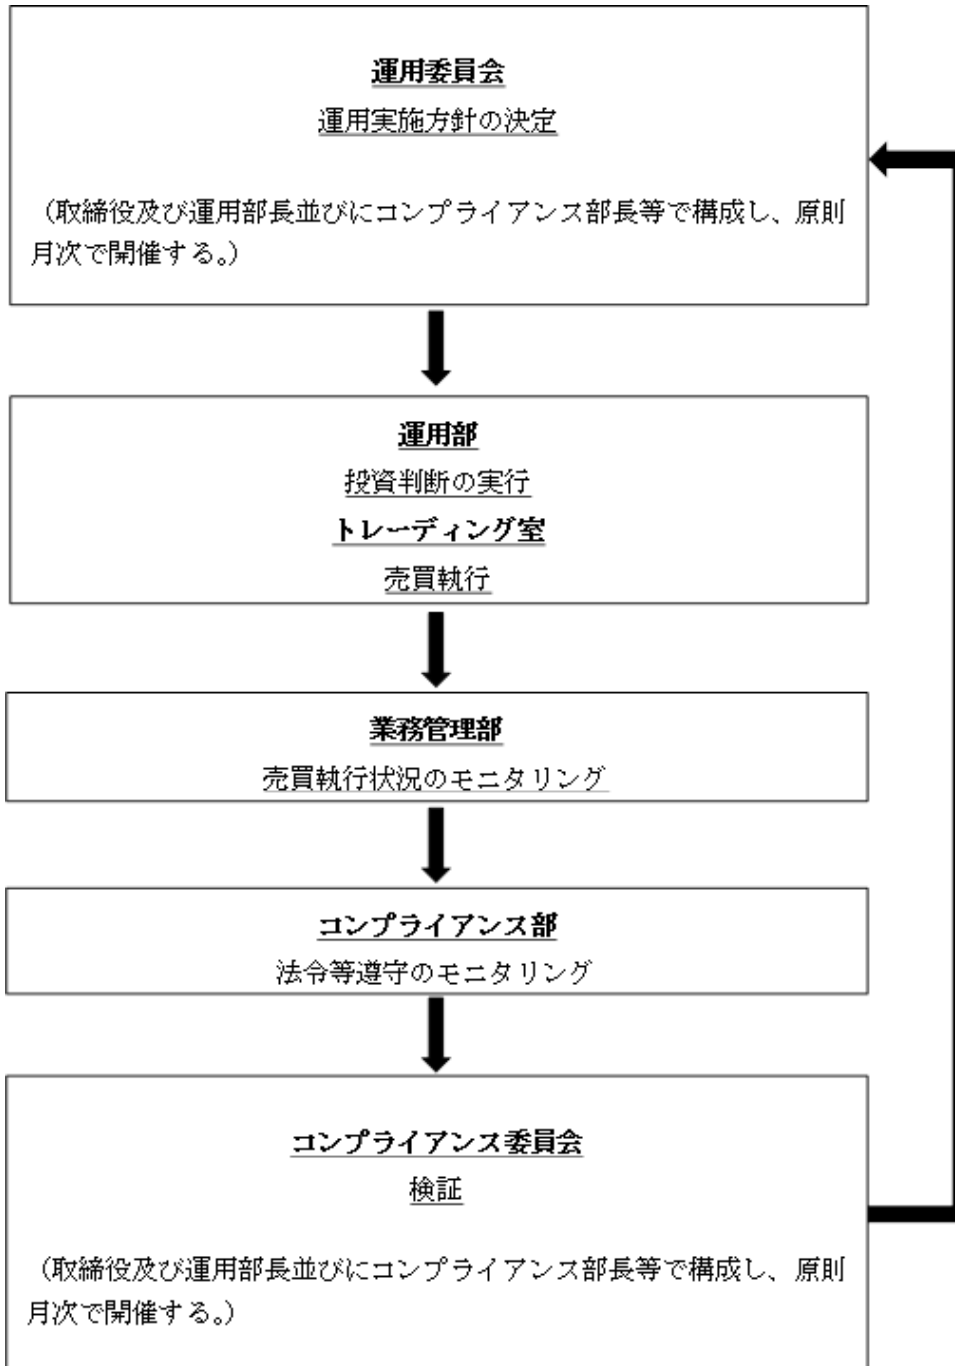 運用委員会
運用実施方針の決定
（取締役及び運用部長並びにコンプライアンス部長等で構成し、原則
月次で開催する。）
運用部
投資判断の実行
トレーディング室
売買執行
業務管理部
売買執行状況のモニタリング
コンプライアンス部
法令等遵守のモニタリング
コンプライアンス委員会
検証
（取締役及び運用部長並びにコンプライアンス部長等で構成し、原則
月次で開催する。）